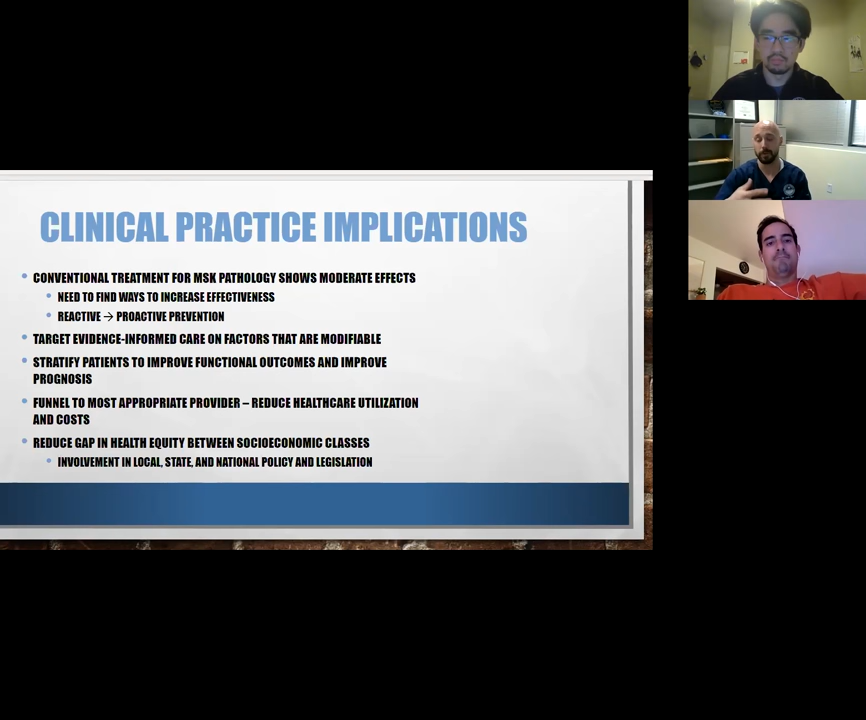 CLINICAL PRACTICE IMPLICATIONS
• CONVENTIONAL TREATMENT FOR MSK PATHOLOGY SHOWS MODERATE EFFECTS
• NEED TO FIND WAYS TO INCREASE EFFECTIVENESS
• REACTIVE → PROACTIVE PREVENTION
• TARGET EVIDENCE-INFORMED CARE ON FACTORS THAT ARE MODIFIABLE
• STRATIFY PATIENTS TO IMPROVE FUNCTIONAL OUTCOMES AND IMPROVE
PROGNOSIS
• FUNNEL TO MOST APPROPRIATE PROVIDER – REDUCE HEALTHCARE UTILIZATION
AND COSTS
• REDUCE GAP IN HEALTH EQUITY BETWEEN SOCIOECONOMIC CLASSES
• INVOLVEMENT IN LOCAL, STATE, AND NATIONAL POLICY AND LEGISLATION